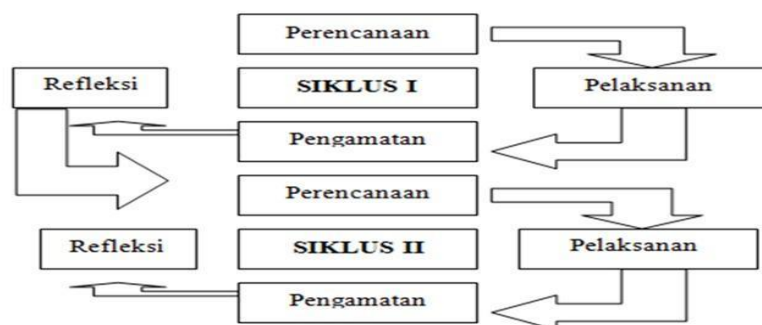 Perencanaan
Refleksi
SIKLUS I
Pelaksanan
Pengamatan
Perencanaan
Refleksi
SIKLUS II
Pelaksanan
Pengamatan